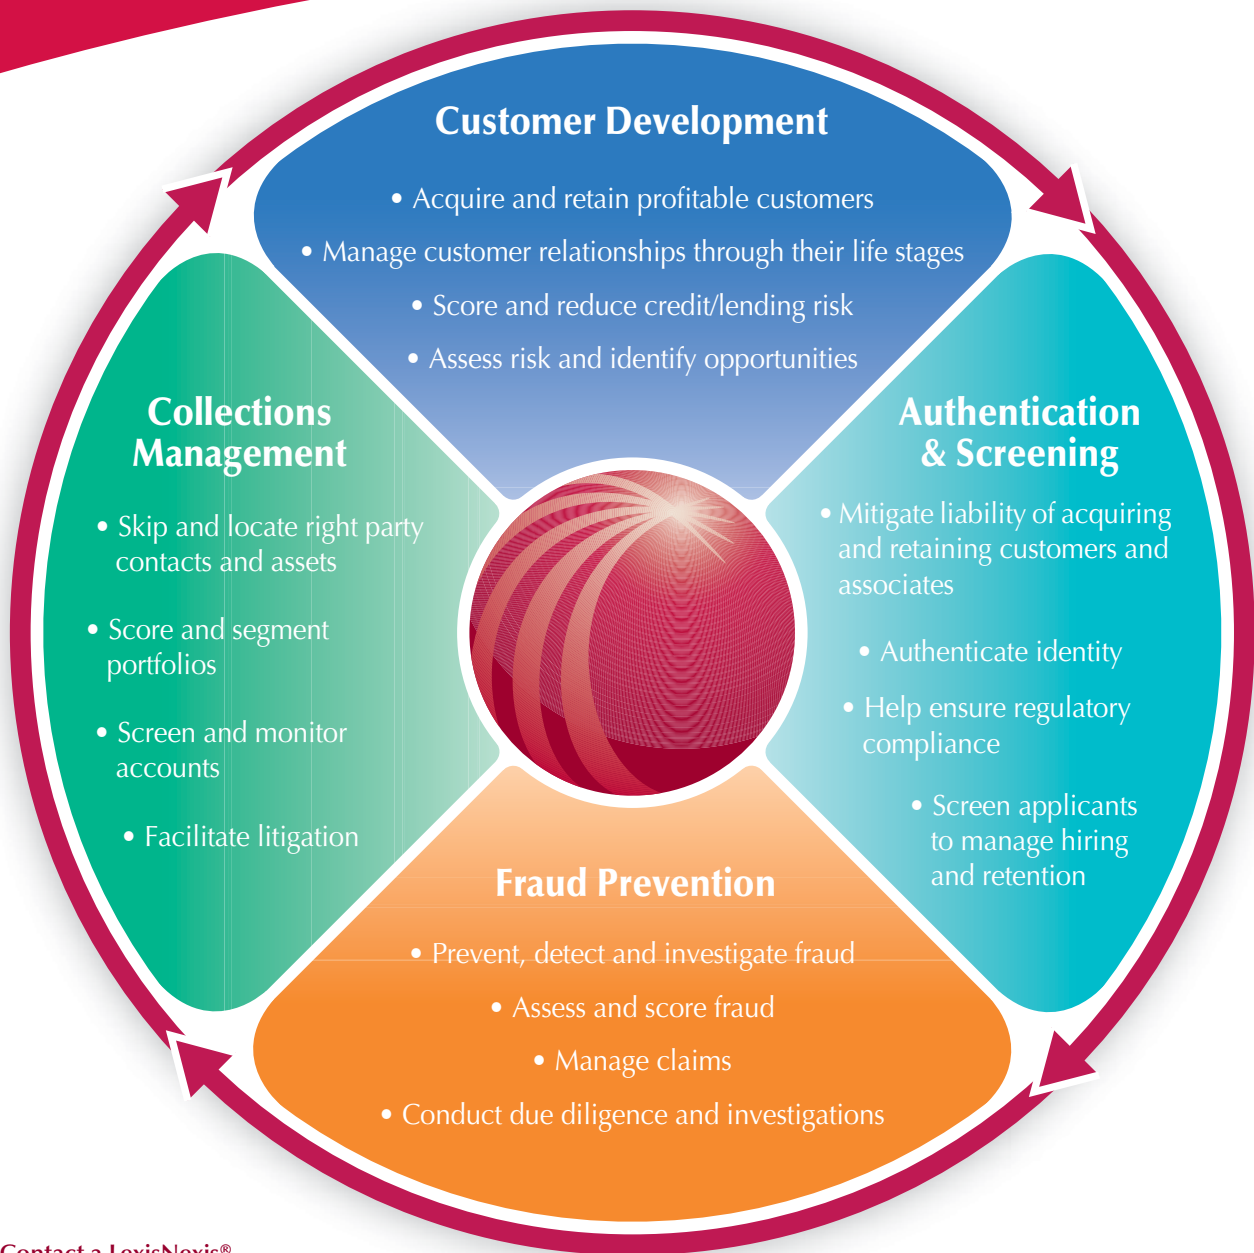 Customer Development
• Acquire and retain profitable customers
• Manage customer relationships through their life stages
• Score and reduce credit/lending risk
• Assess risk and identify opportunities
Collections
Management
• Skip and locate right party
contacts and assets
• Score and segment
portfolios
• Screen and monitor
accounts
• Facilitate litigation
Authentication
& Screening
• Mitigate liability of acquiring
and retaining customers and
associates
• Authenticate identity
• Help ensure regulatory
compliance
• Screen applicants
to manage hiring
and retention
Fraud Prevention
• Prevent, detect and investigate fraud
• Assess and score fraud
• Manage claims
• Conduct due diligence and investigations
Contact a LexisNexis®